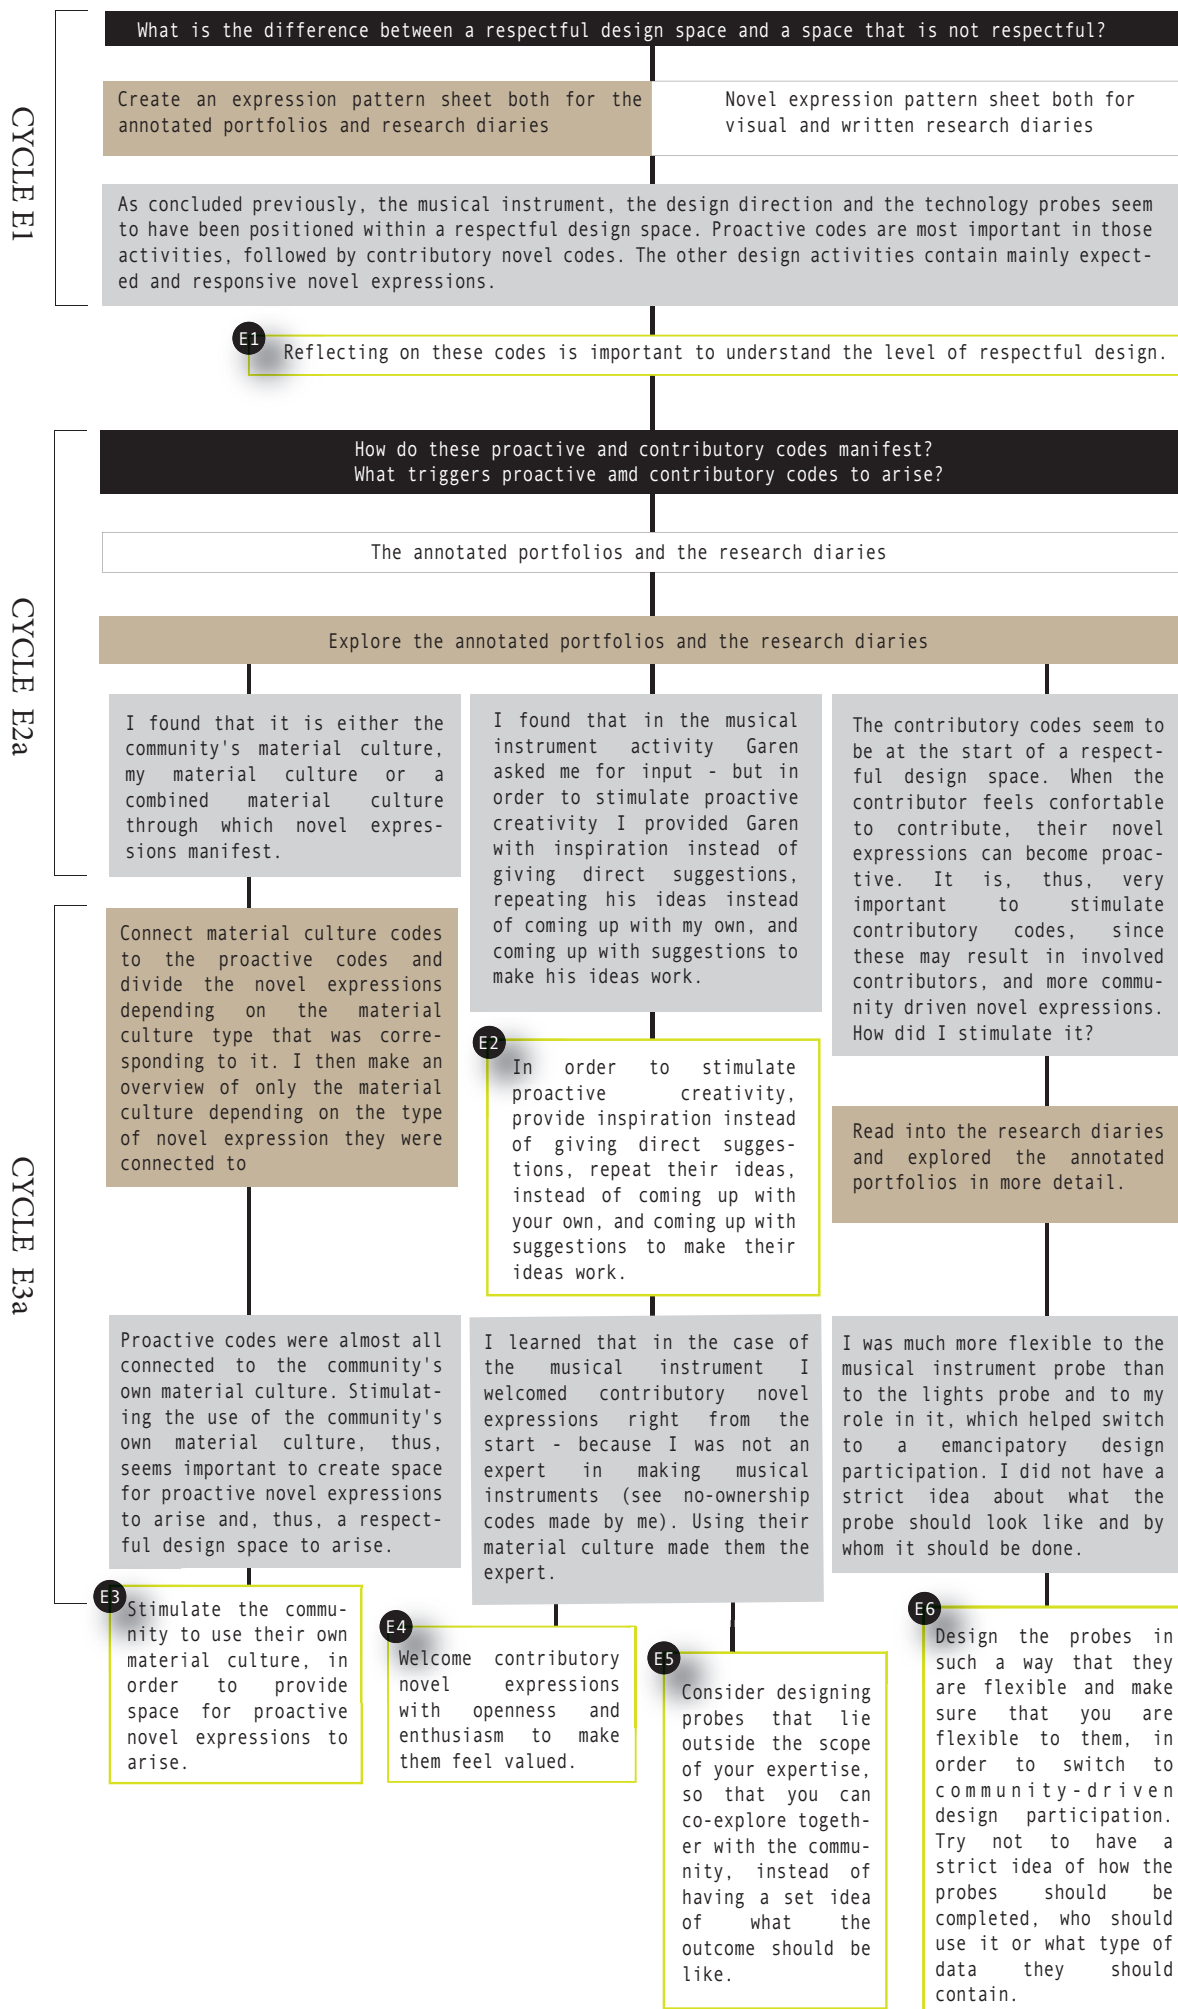 CYCLE E1
What is the difference between a respectful design space and a space that is not respectful?
Create an expression pattern sheet both for the
annotated portfolios and research diaries
Novel expression pattern sheet both for
visual and written research diaries
As concluded previously, the musical instrument, the design direction and the technology probes seem
to have been positioned within a respectful design space. Proactive codes are most important in those
activities, followed by contributory novel codes. The other design activities contain mainly expect-
ed and responsive novel expressions.
E1
Reflecting on these codes is important to understand the level of respectful design.
CYCLE E2a
How do these proactive and contributory codes manifest?
What triggers proactive amd contributory codes to arise?
The annotated portfolios and the research diaries
Explore the annotated portfolios and the research diaries
I found that it is either the
community's material culture,
my material culture or a
combined material culture
through which novel expres-
sions manifest.
I found that in the musical
instrument activity Garen
asked me for input - but in
order to stimulate proactive
creativity I provided Garen
with inspiration instead of
giving direct suggestions,
repeating his ideas instead
of coming up with my own, and
coming up with suggestions to
make his ideas work.
The contributory codes seem to
be at the start of a respect-
ful design space. When the
contributor feels confortable
to contribute, their novel
expressions can become proac-
tive. It is, thus, very
important to stimulate
contributory codes, since
these may result in involved
contributors, and more commu-
nity driven novel expressions.
How did I stimulate it?
CYCLE E3a
Connect material culture codes
to the proactive codes and
divide the novel expressions
depending on the material
culture type that was corre-
sponding to it. I then make an
overview of only the material
culture depending on the type
of novel expression they were
connected to
E2
In order to stimulate
proactive creativity,
provide inspiration instead
of giving direct sugges-
tions, repeat their ideas,
instead of coming up with
your own, and coming up with
suggestions to make their
ideas work.
Read into the research diaries
and explored the annotated
portfolios in more detail.
Proactive codes were almost all
connected to the community's
own material culture. Stimulat-
ing the use of the community's
own material culture, thus,
seems important to create space
for proactive novel expressions
to arise and, thus, a respect-
ful design space to arise.
I learned that in the case of
the musical instrument I
welcomed contributory novel
expressions right from the
start - because I was not an
expert in making musical
instruments (see no-ownership
codes made by me). Using their
material culture made them the
expert.
I was much more flexible to the
musical instrument probe than
to the lights probe and to my
role in it, which helped switch
to a emancipatory design
participation. I did not have a
strict idea about what the
probe should look like and by
whom it should be done.
E3
Stimulate the commu-
nity to use their own
material culture, in
order to provide
space for proactive
novel expressions to
arise.
E4
Welcome contributory
novel expressions
with openness and
enthusiasm to make
them feel valued.
E5
Consider designing
probes that lie
outside the scope
of your expertise,
so that you can
co-explore togeth-
er with the commu-
nity, instead of
having a set idea
of what the
outcome should be
like.
E6
Design the probes in
such a way that they
are flexible and make
sure that you are
flexible to them, in
order to switch to
community-driven
design participation.
Try not to have a
strict idea of how the
probes should be
completed, who should
use it or what type of
data they should
contain.